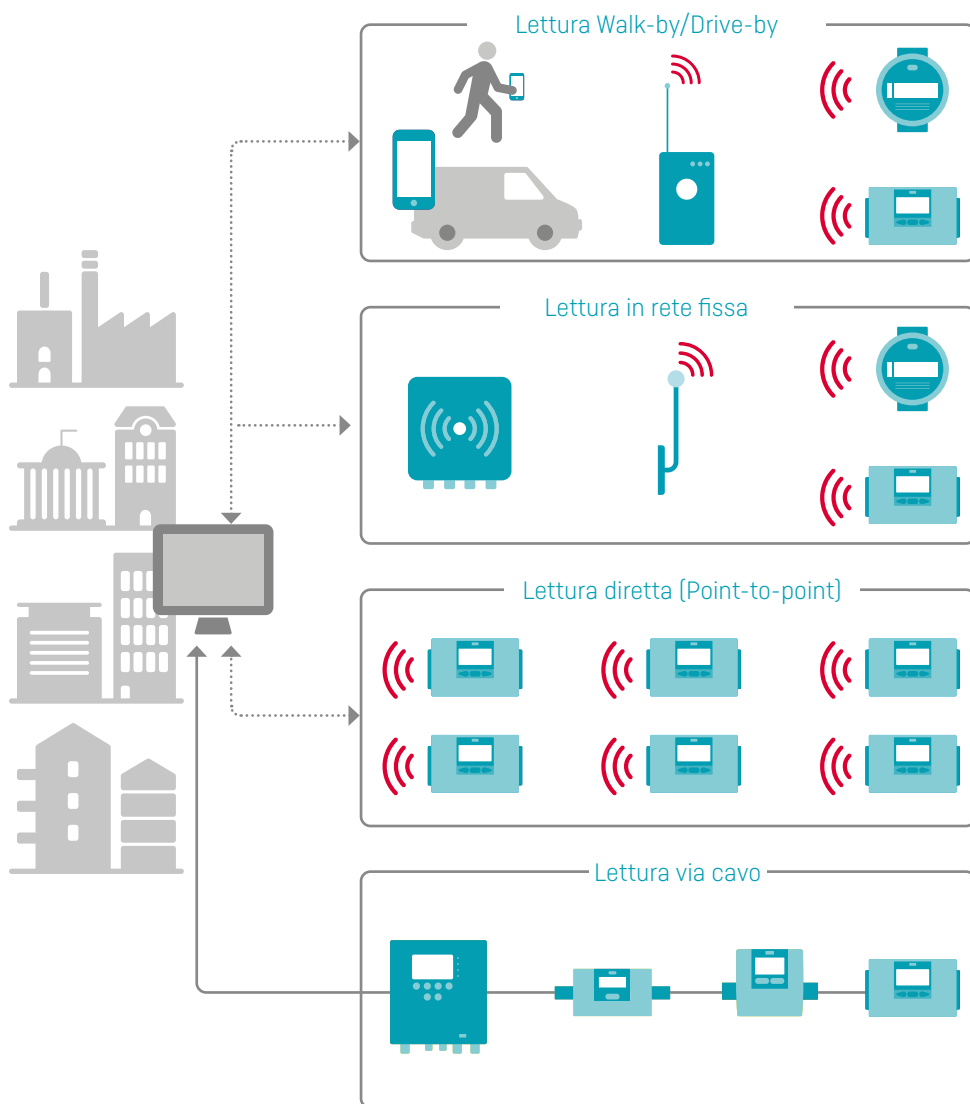 Lettura Walk-by/Drive-by
Lettura in rete fissa
Lettura diretta (Point-to-point)
Lettura via cavo